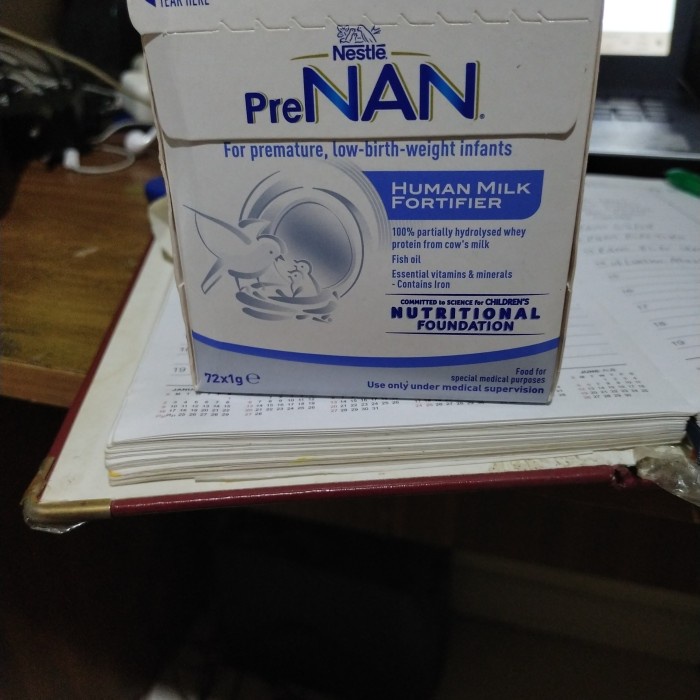 TEAR HERE
Nestlé
PreNAN®
For premature, low-birth-weight infants
HUMAN MILK
FORTIFIER
100% partially hydrolysed whey
protein from cow's milk
Fish oil
Essential vitamins & minerals
- Contains Iron
COMMITTED to SCIENCE for CHILDREN'S
NUTRITIONAL
FOUNDATION
72x1g ℮
Food for
special medical purposes
Use only under medical supervision